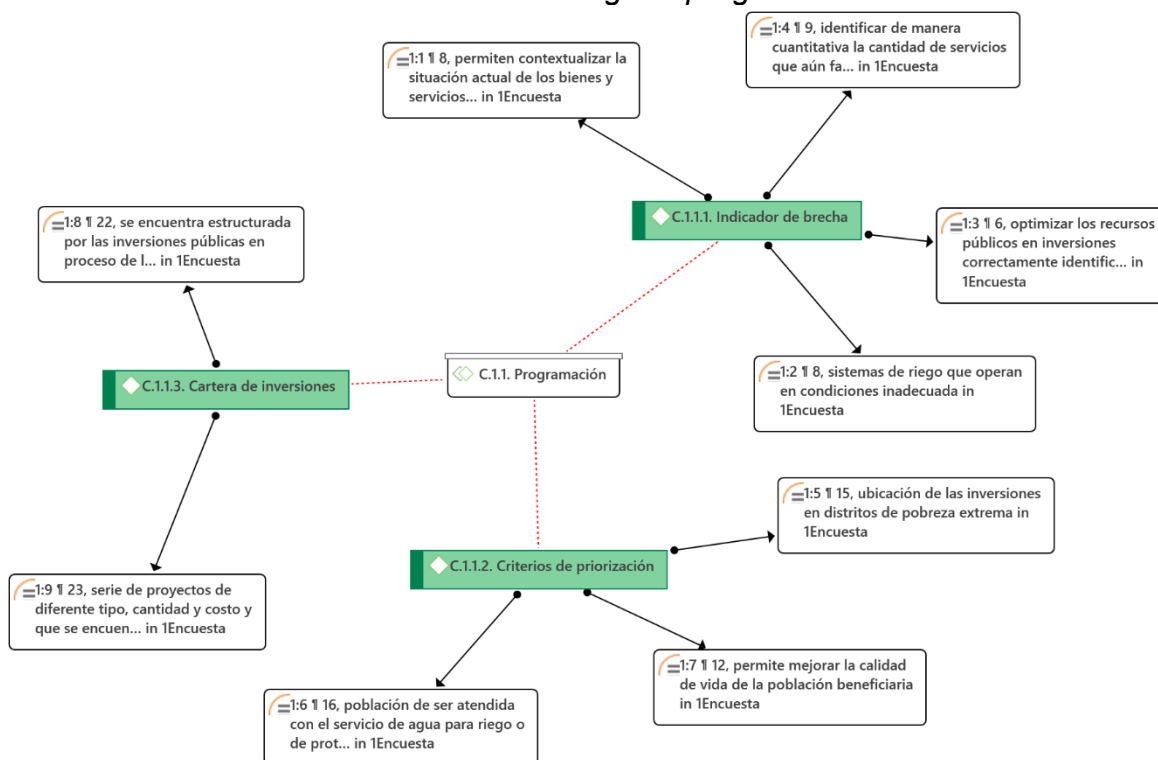 1:4 ¶ 9, identificar de manera
cuantitativa la cantidad de servicios
que aún fa... in 1Encuesta
1:1 ¶ 8, permiten contextualizar la
situación actual de los bienes y
servicios... in 1Encuesta
C.1.1.1. Indicador de brecha
1:8 ¶ 22, se encuentra estructurada
por las inversiones públicas en
proceso de l... in 1Encuesta
1:3 ¶ 6, optimizar los recursos
públicos en inversiones
correctamente identific... in
1Encuesta
C.1.1. Programación
C.1.1.3. Cartera de inversiones
1:2 ¶ 8, sistemas de riego que operan
en condiciones inadecuada in
1Encuesta
1:5 ¶ 15, ubicación de las inversiones
en distritos de pobreza extrema in
1Encuesta
C.1.1.2. Criterios de priorización
1:9 ¶ 23, serie de proyectos de
diferente tipo, cantidad y costo y
que se encuen... in 1Encuesta
1:7 ¶ 12, permite mejorar la calidad
de vida de la población beneficiaria
in 1Encuesta
1:6 ¶ 16, población de ser atendida
con el servicio de agua para riego o
de prot... in 1Encuesta